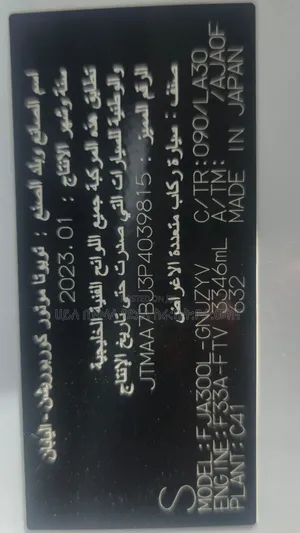 اسم الصانع وبلد الصنع : تويوتا موتور كوربوريشن - اليابان
سنة وشهر الإنتاج : 2023.01
تطابق هذه المركبة جميع اللوائح الفنية الخليجية
والوطنية للسيارات التي صدرت حتى تاريخ الإنتاج
الرقم المميز : JTMAA7BJ3P4039815
صنف : سيارة ركاب متعددة الأغراض
S
MODEL: FJA300L-GNUZYV C/TR: 090/LA30
ENGINE: F33A-FTV 3346mL A/TM: /AJA0F
PLANT: C41 632 MADE IN JAPAN